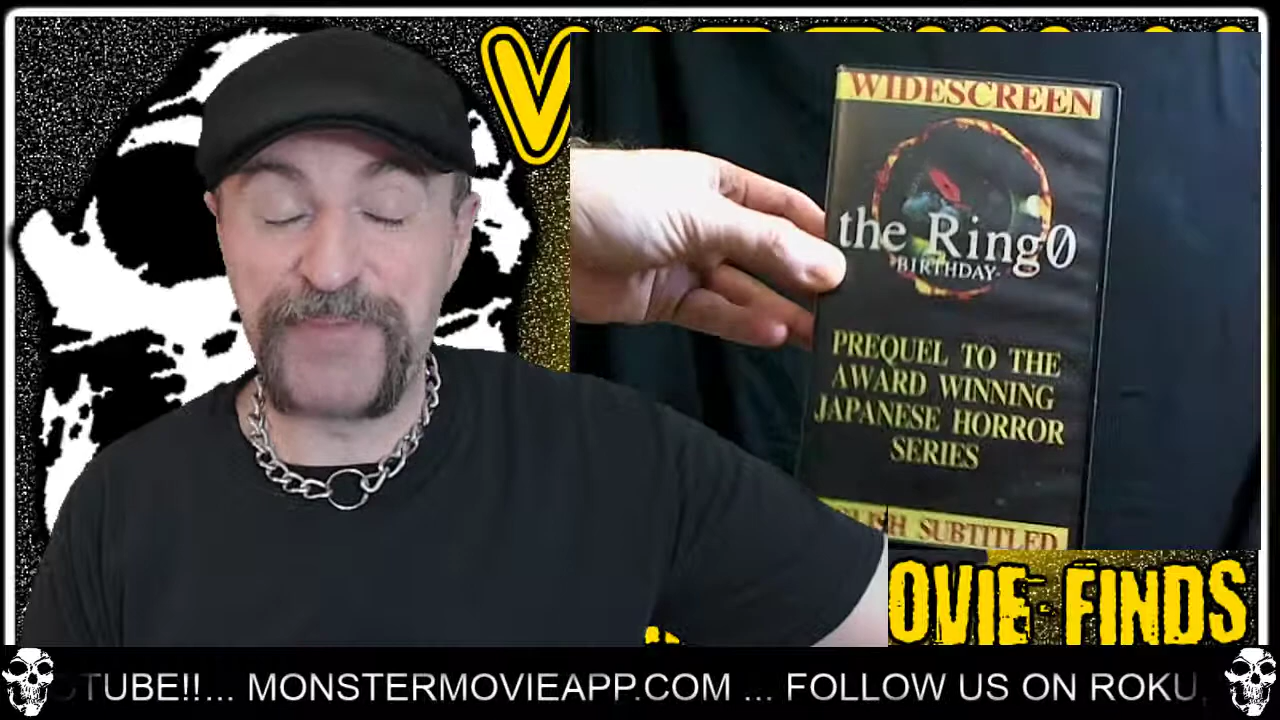 WIDESCREEN
the Ring0
BIRTHDAY-
PREQUEL TO THE
AWARD WINNING
JAPANESE HORROR
SERIES
SUBTITLED
FINDS
TUBE!!... MONSTERMOVIEAPP.COM ... FOLLOW US ON ROKU,